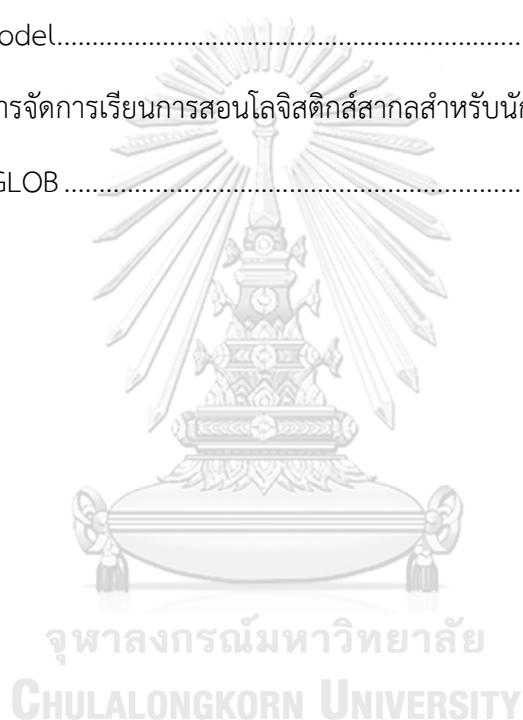 odel........................................................................
ารจัดการเรียนการสอนโลจิสติกส์สากลสำหรับนัก
GLOB........................................................................
จุฬาลงกรณ์มหาวิทยาลัย
CHULALONGKORN UNIVERSITY